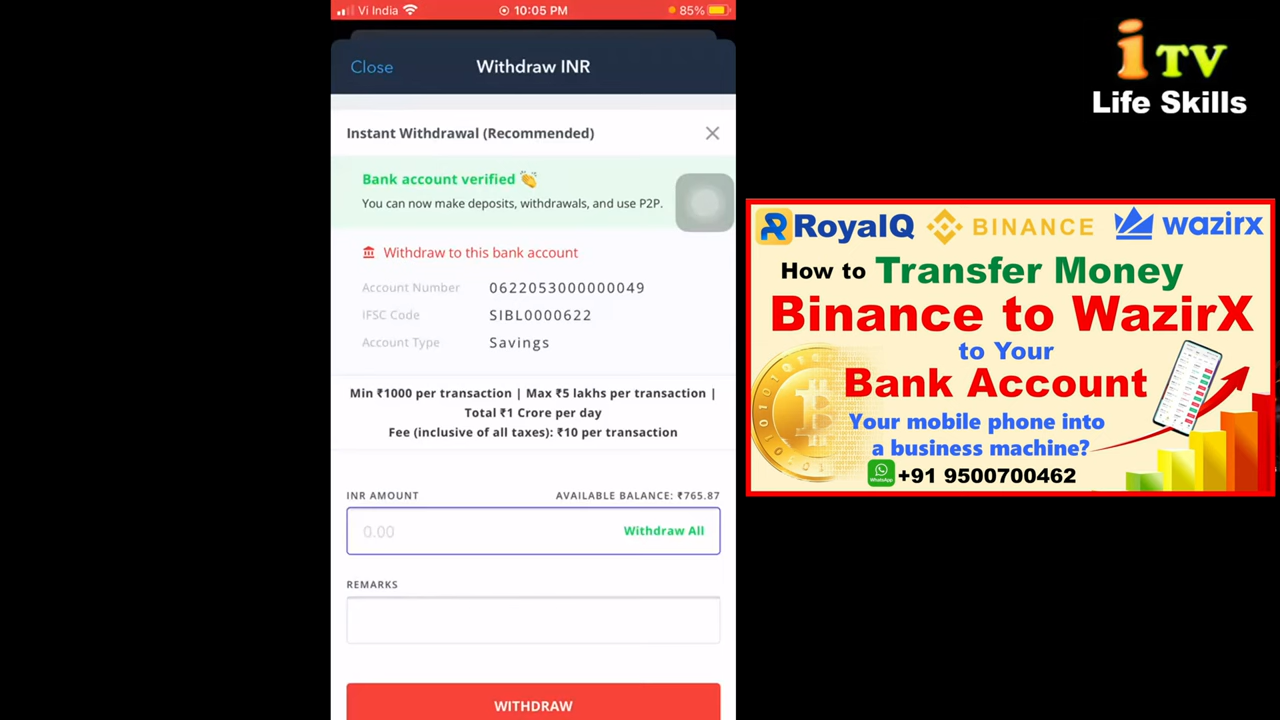 Vi India
10:05 PM
85%
Close
Withdraw INR
Instant Withdrawal (Recommended)
Bank account verified 👏
You can now make deposits, withdrawals, and use P2P.
Withdraw to this bank account
Account Number 0622053000000049
IFSC Code SIBL0000622
Account Type Savings
Min ₹1000 per transaction | Max ₹5 lakhs per transaction |
Total ₹1 Crore per day
Fee (inclusive of all taxes): ₹10 per transaction
INR AMOUNT
AVAILABLE BALANCE: ₹765.87
0.00
Withdraw All
REMARKS
WITHDRAW
i TV
Life Skills
RoyalQ
BINANCE
wazirx
How to Transfer Money
Binance to WazirX
to Your
Bank Account
Your mobile phone into
a business machine?
WhatsApp
+91 9500700462